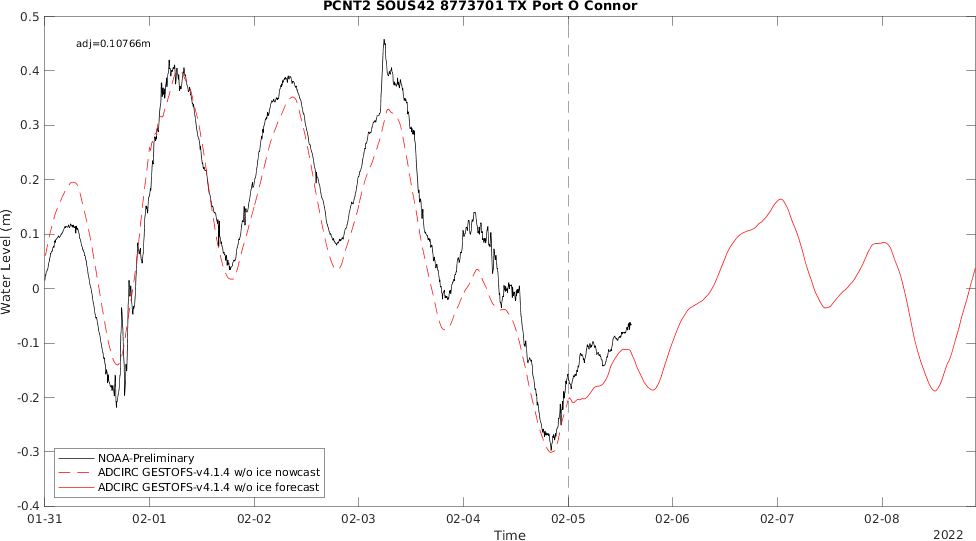 PCNT2 SOUS42 8773701 TX Port O Connor
adj=0.10766m
0.5
0.4
0.3
0.2
0.1
0
-0.1
-0.2
-0.3
-0.4
Water Level (m)
NOAA-Preliminary
ADCIRC GESTOFS-v4.1.4 w/o ice nowcast
ADCIRC GESTOFS-v4.1.4 w/o ice forecast
01-31 02-01 02-02 02-03 02-04 02-05 02-06 02-07 02-08
Time
2022